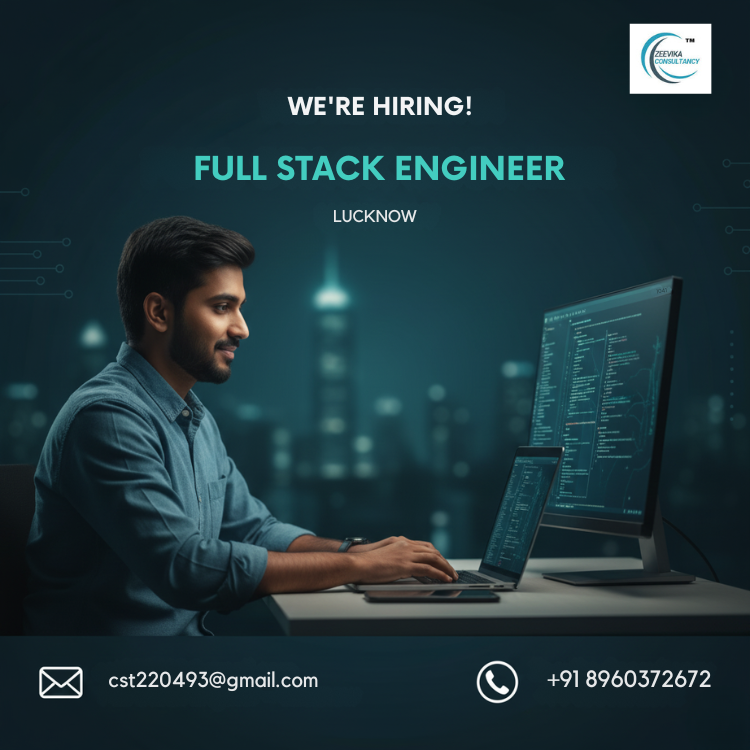 ZEEVIKA
CONSULTANCY
™
WE'RE HIRING!
FULL STACK ENGINEER
LUCKNOW
cst220493@gmail.com
+91 8960372672